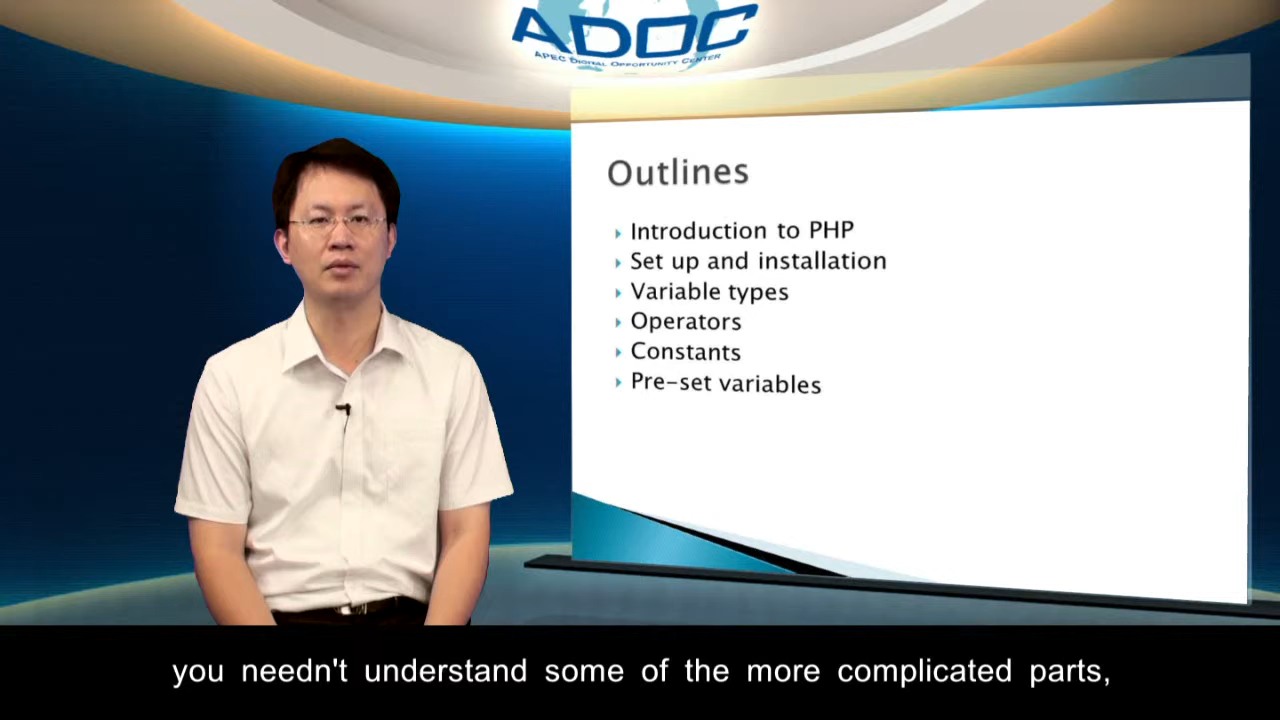 ADOC
APEC DIGITAL OPPORTUNITY CENTER
Outlines
Introduction to PHP
Set up and installation
Variable types
Operators
Constants
Pre-set variables
you needn't understand some of the more complicated parts,